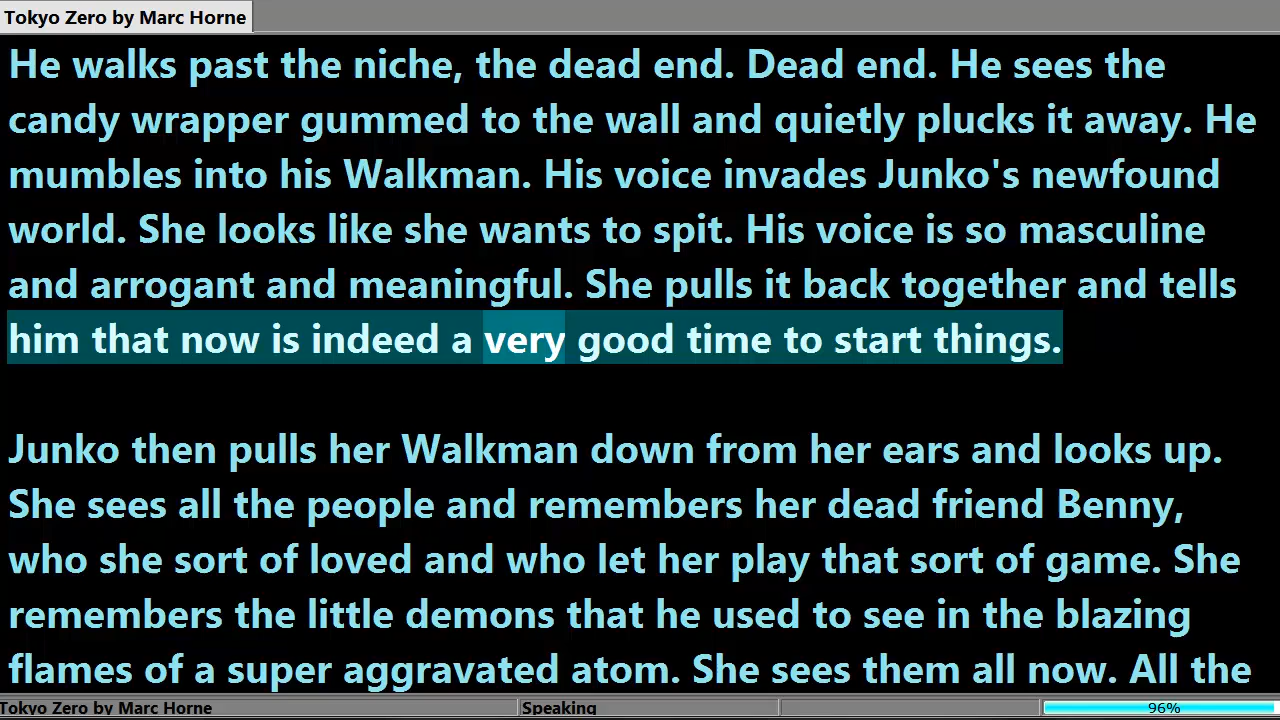 Tokyo Zero by Marc Horne
He walks past the niche, the dead end. Dead end. He sees the
candy wrapper gummed to the wall and quietly plucks it away. He
mumbles into his Walkman. His voice invades Junko's newfound
world. She looks like she wants to spit. His voice is so masculine
and arrogant and meaningful. She pulls it back together and tells
him that now is indeed a very good time to start things.
Junko then pulls her Walkman down from her ears and looks up.
She sees all the people and remembers her dead friend Benny,
who she sort of loved and who let her play that sort of game. She
remembers the little demons that he used to see in the blazing
flames of a super aggravated atom. She sees them all now. All the
Tokyo Zero by Marc Horne Speaking 96%